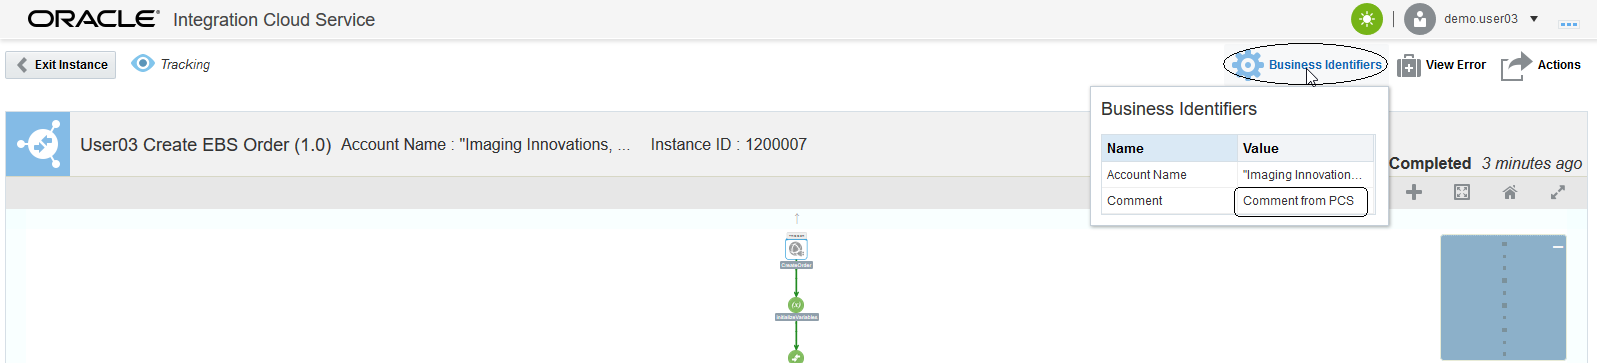 ORACLE® Integration Cloud Service
demo.user03
Exit Instance
Tracking
Business Identifiers
View Error
Actions
Business Identifiers
Name Value
Account Name "Imaging Innovation...
Comment Comment from PCS
User03 Create EBS Order (1.0) Account Name : "Imaging Innovations, ... Instance ID : 1200007
Completed 3 minutes ago
CreateOrder
(x)
InitializeVariables